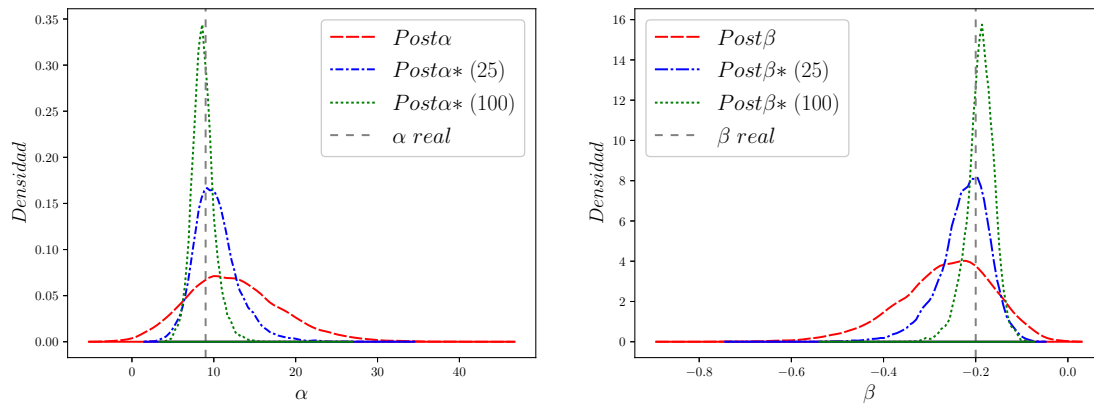 0.35
0.30
0.25
0.20
0.15
0.10
0.05
0.00
Densidad
0
10
20
30
40
α
Postα
Postα* (25)
Postα* (100)
α real
16
14
12
10
8
6
4
2
0
Densidad
−0.8
−0.6
−0.4
−0.2
0.0
β
Postβ
Postβ* (25)
Postβ* (100)
β real